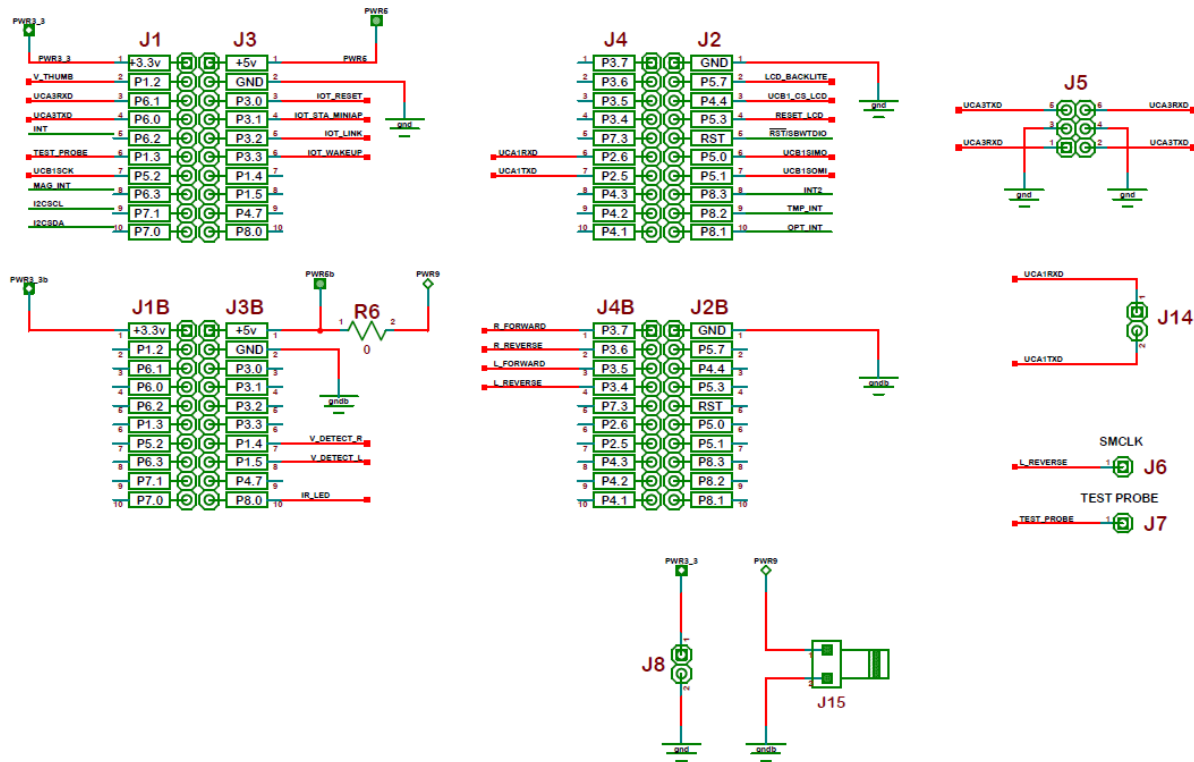 PWR3_3 PWR5
J1 J3 J4 J2
PWR3_3 1 +3.3v +5v 1 PWR5 1 P3.7 GND 1
V_THUMB 2 P1.2 GND 2 2 P3.6 P5.7 2 LCD_BACKLITE
UCA3RXD 3 P6.1 P3.0 3 IOT_RESET 3 P3.5 P4.4 3 UCB1_CS_LCD
UCA3TXD 4 P6.0 P3.1 4 IOT_STA_MINIAP 4 P3.4 P5.3 4 RESET_LCD
INT 5 P6.2 P3.2 5 IOT_LINK 5 P7.3 RST 5 RST/SBWTDIO
TEST_PROBE 6 P1.3 P3.3 6 IOT_WAKEUP UCA1RXD 6 P2.6 P5.0 6 UCB1SIMO
UCB1SCK 7 P5.2 P1.4 7 UCA1TXD 7 P2.5 P5.1 7 UCB1SOMI
MAG_INT 8 P6.3 P1.5 8 8 P4.3 P8.3 8 INT2
I2CSCL 9 P7.1 P4.7 9 9 P4.2 P8.2 9 TMP_INT
I2CSDA 10 P7.0 P8.0 10 10 P4.1 P8.1 10 OPT_INT
gnd gnd
J5
UCA3TXD 5 6 UCA3RXD
3 4
UCA3RXD 1 2 UCA3TXD
gnd gnd
PWR3_3b PWR5b PWR9
J1B J3B R6 J4B J2B
1 2
0
1 +3.3v +5v 1 R_FORWARD 1 P3.7 GND 1
2 P1.2 GND 2 R_REVERSE 2 P3.6 P5.7 2
3 P6.1 P3.0 3 L_FORWARD 3 P3.5 P4.4 3
4 P6.0 P3.1 4 L_REVERSE 4 P3.4 P5.3 4
5 P6.2 P3.2 5 5 P7.3 RST 5
6 P1.3 P3.3 6 6 P2.6 P5.0 6
7 P5.2 P1.4 7 V_DETECT_R 7 P2.5 P5.1 7
8 P6.3 P1.5 8 V_DETECT_L 8 P4.3 P8.3 8
9 P7.1 P4.7 9 9 P4.2 P8.2 9
10 P7.0 P8.0 10 IR_LED 10 P4.1 P8.1 10
gndb gndb
UCA1RXD
1
J14
2
UCA1TXD
SMCLK
L_REVERSE 1 J6
TEST PROBE
TEST_PROBE 1 J7
PWR3_3 PWR9
1
J8
2
1
2
J15
gnd gndb